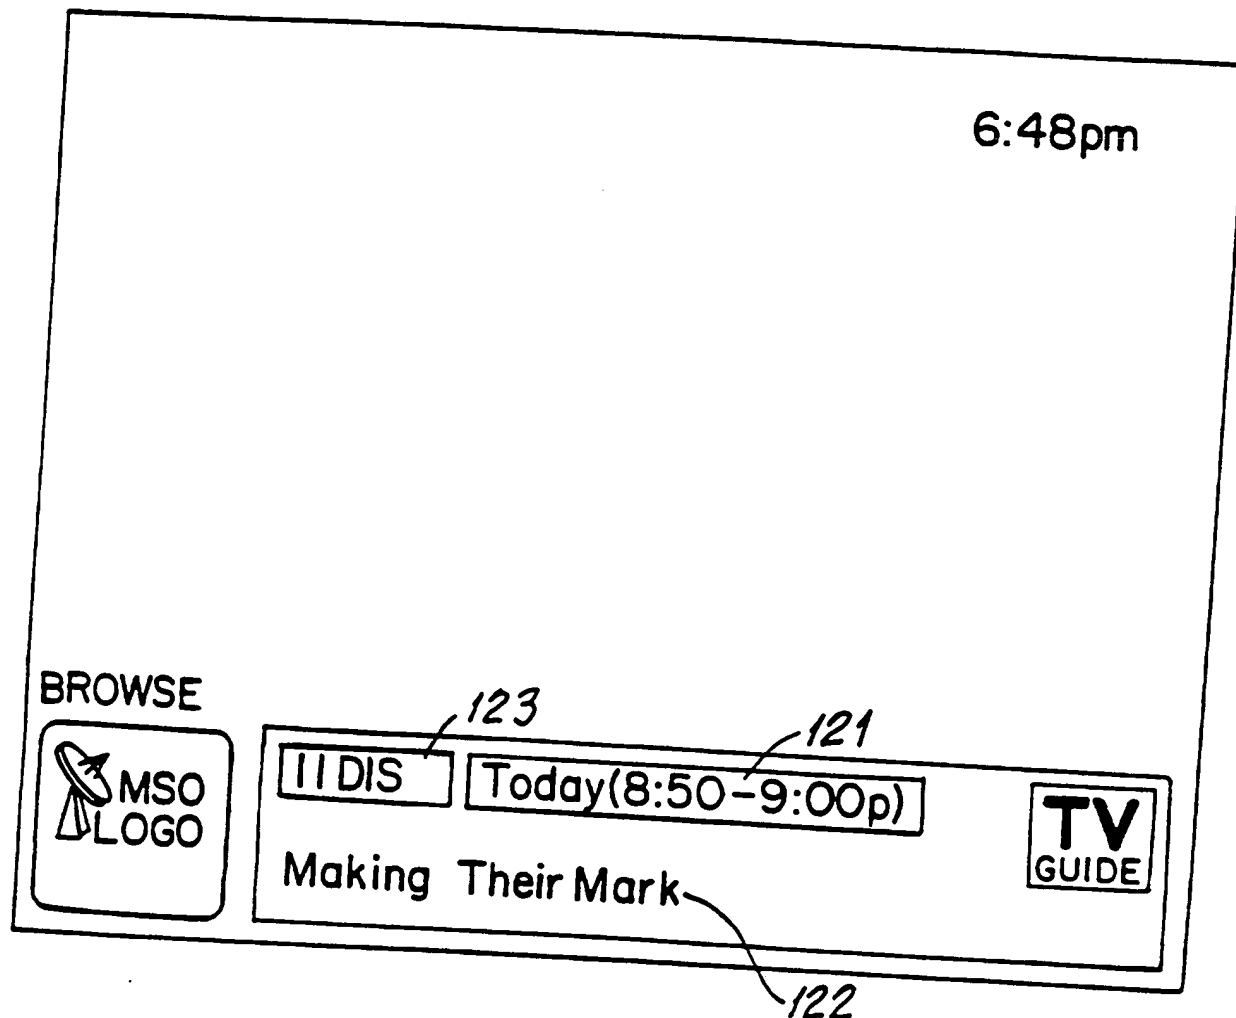 6:48pm
BROWSE
123
121
11 DIS
Today(8:50-9:00p)
MSO
LOGO
TV
GUIDE
Making Their Mark
122